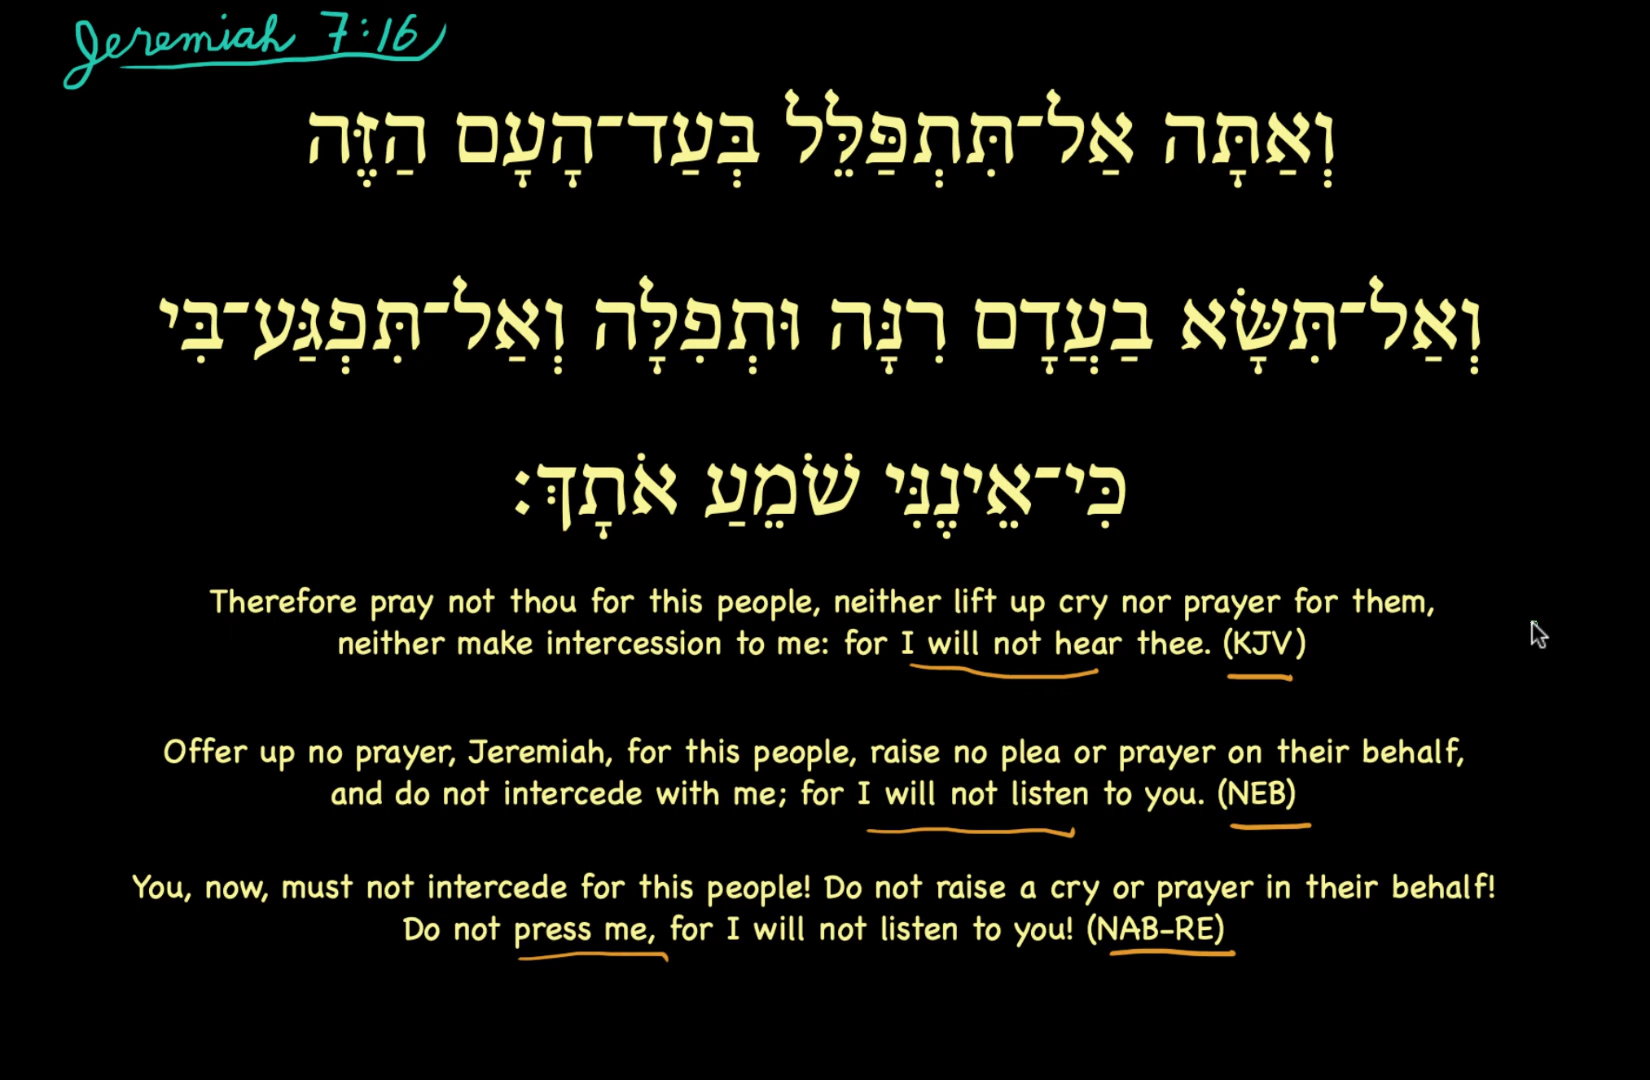 Jeremiah 7:16
וְאַתָּה אַל־תִּתְפַּלֵּל בְּעַד־הָעָם הַזֶּה
וְאַל־תִּשָּׂא בַעֲדָם רִנָּה וּתְפִלָּה וְאַל־תִּפְגַּע־בִּי
כִּי־אֵינֶנִּי שֹׁמֵעַ אֹתָךְ׃
Therefore pray not thou for this people, neither lift up cry nor prayer for them,
neither make intercession to me: for I will not hear thee. (KJV)
Offer up no prayer, Jeremiah, for this people, raise no plea or prayer on their behalf,
and do not intercede with me; for I will not listen to you. (NEB)
You, now, must not intercede for this people! Do not raise a cry or prayer in their behalf!
Do not press me, for I will not listen to you! (NAB-RE)